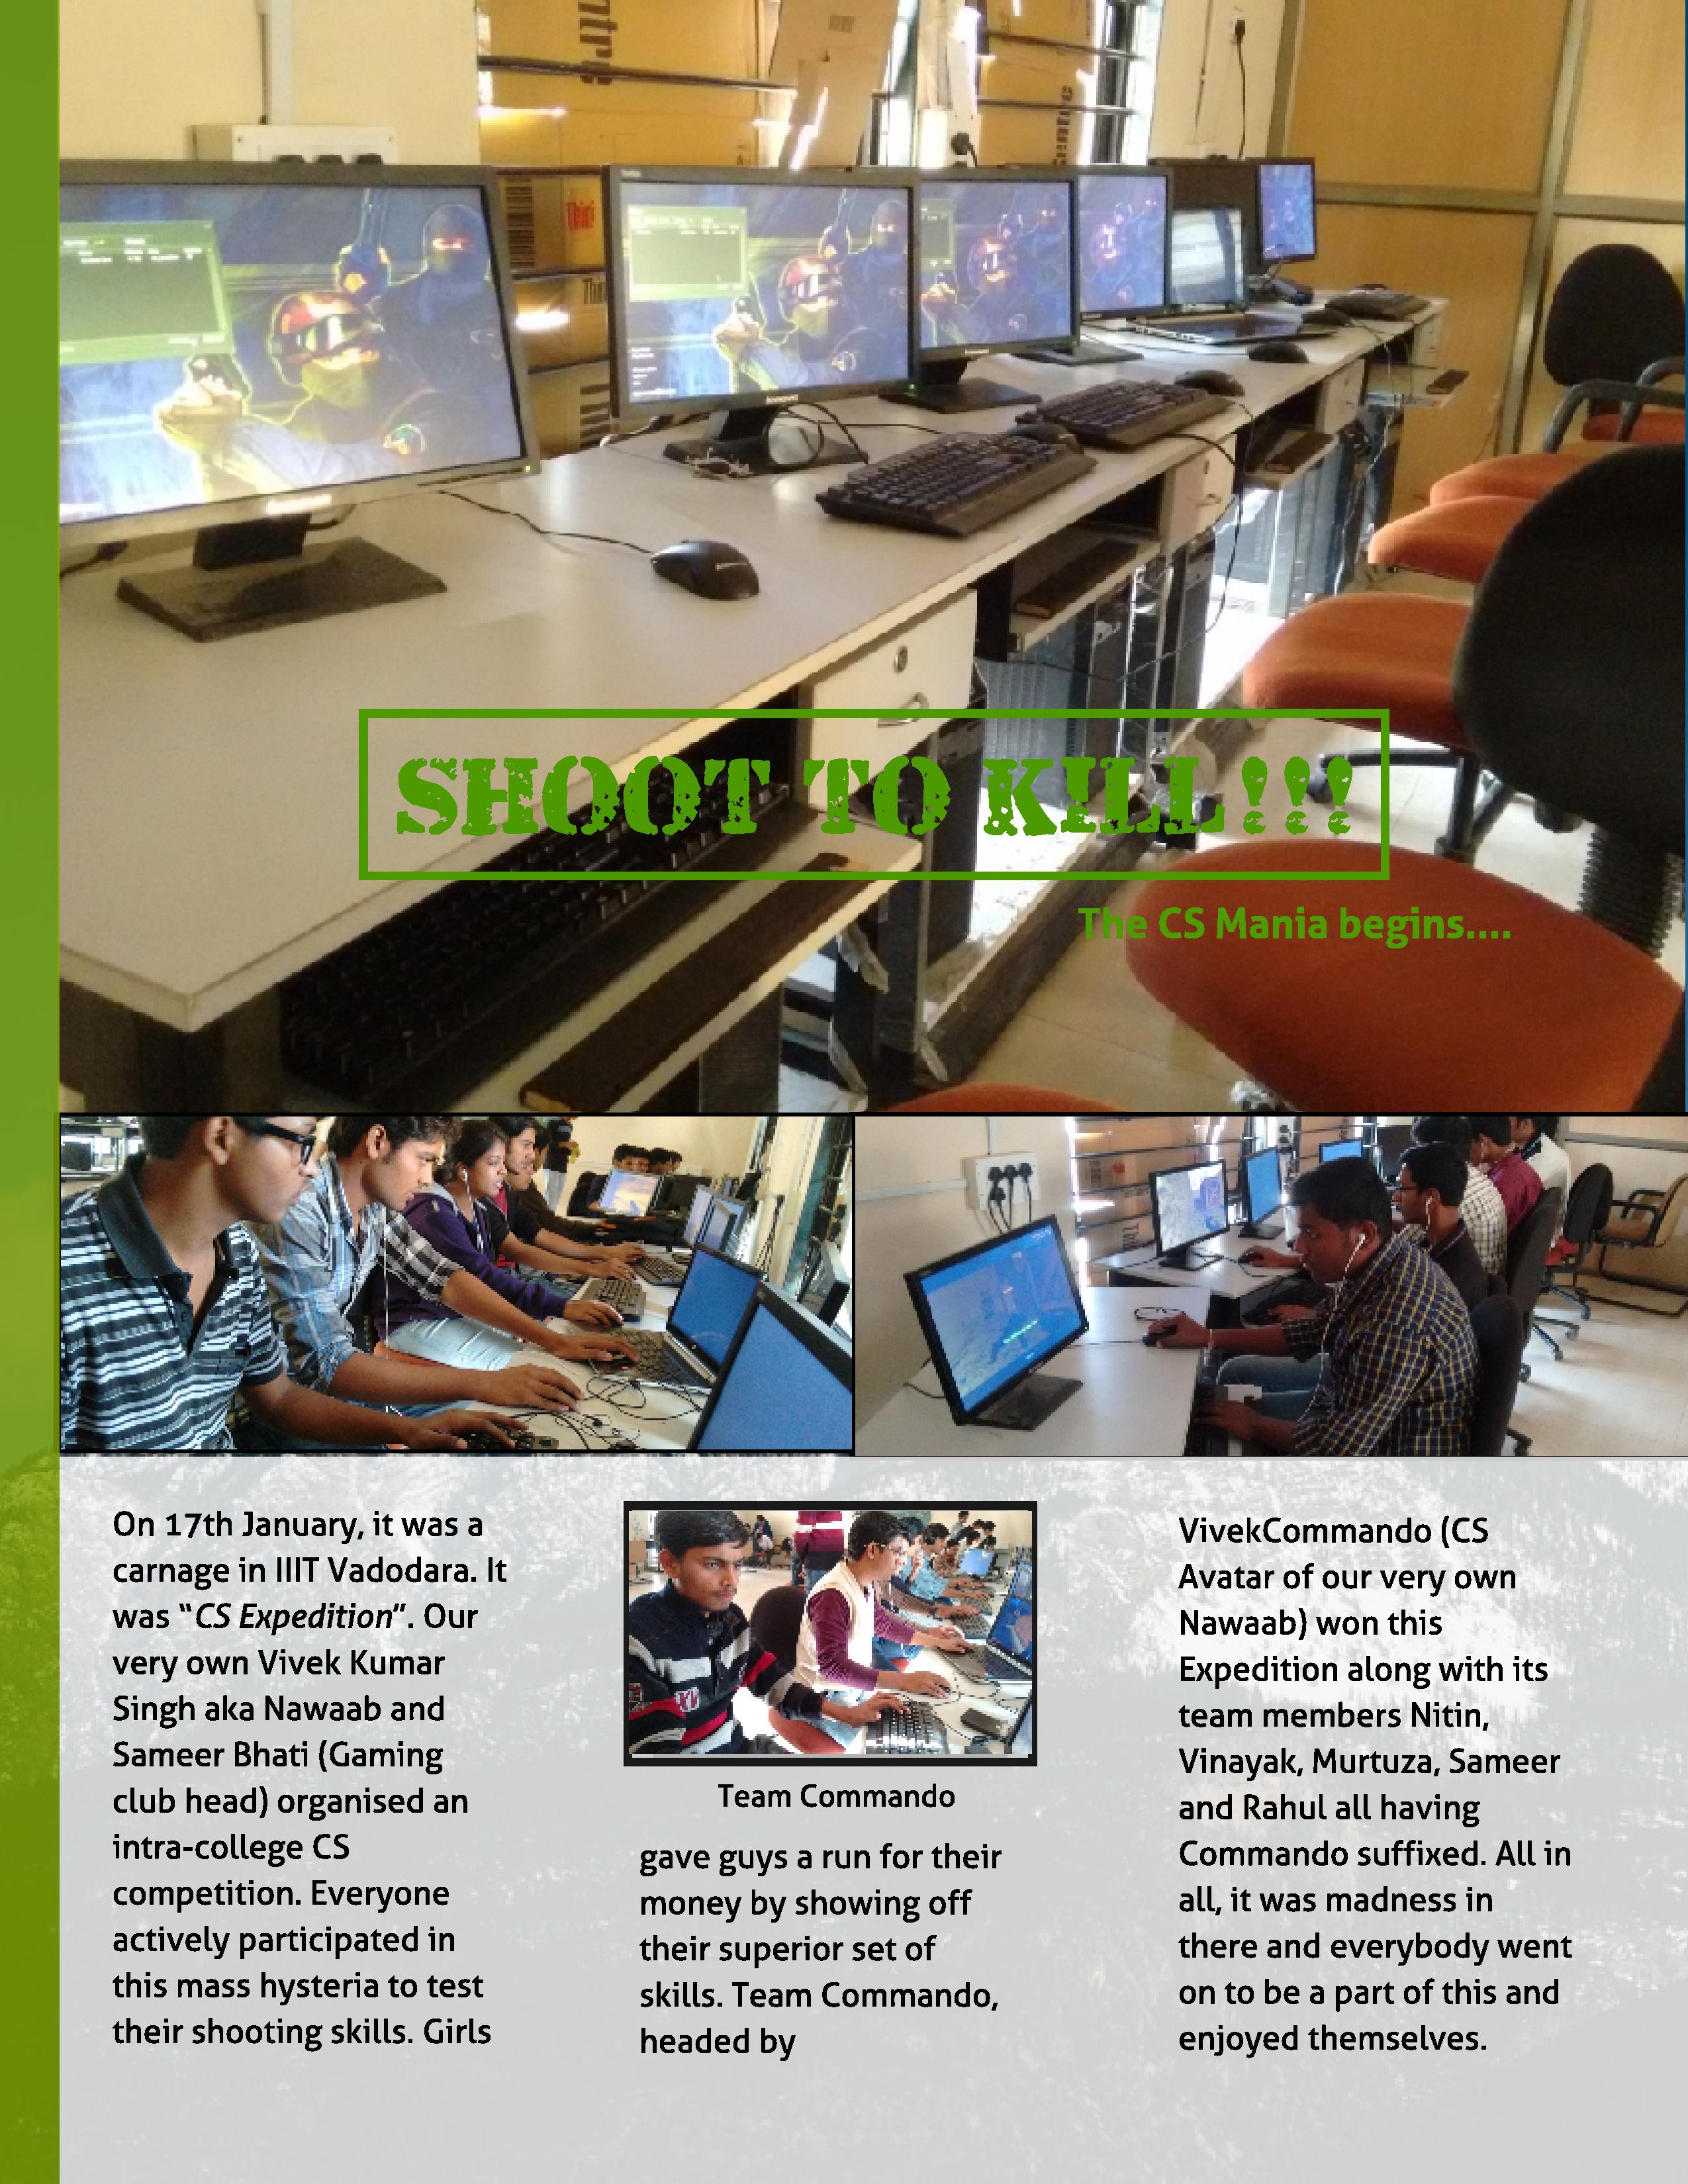 SHOOT TO KILL!!!
The CS Mania begins....
On 17th January, it was a
carnage in IIIT Vadodara. It
was “CS Expedition”. Our
very own Vivek Kumar
Singh aka Nawaab and
Sameer Bhati (Gaming
club head) organised an
intra-college CS
competition. Everyone
actively participated in
this mass hysteria to test
their shooting skills. Girls
Team Commando
gave guys a run for their
money by showing off
their superior set of
skills. Team Commando,
headed by
VivekCommando (CS
Avatar of our very own
Nawaab) won this
Expedition along with its
team members Nitin,
Vinayak, Murtuza, Sameer
and Rahul all having
Commando suffixed. All in
all, it was madness in
there and everybody went
on to be a part of this and
enjoyed themselves.